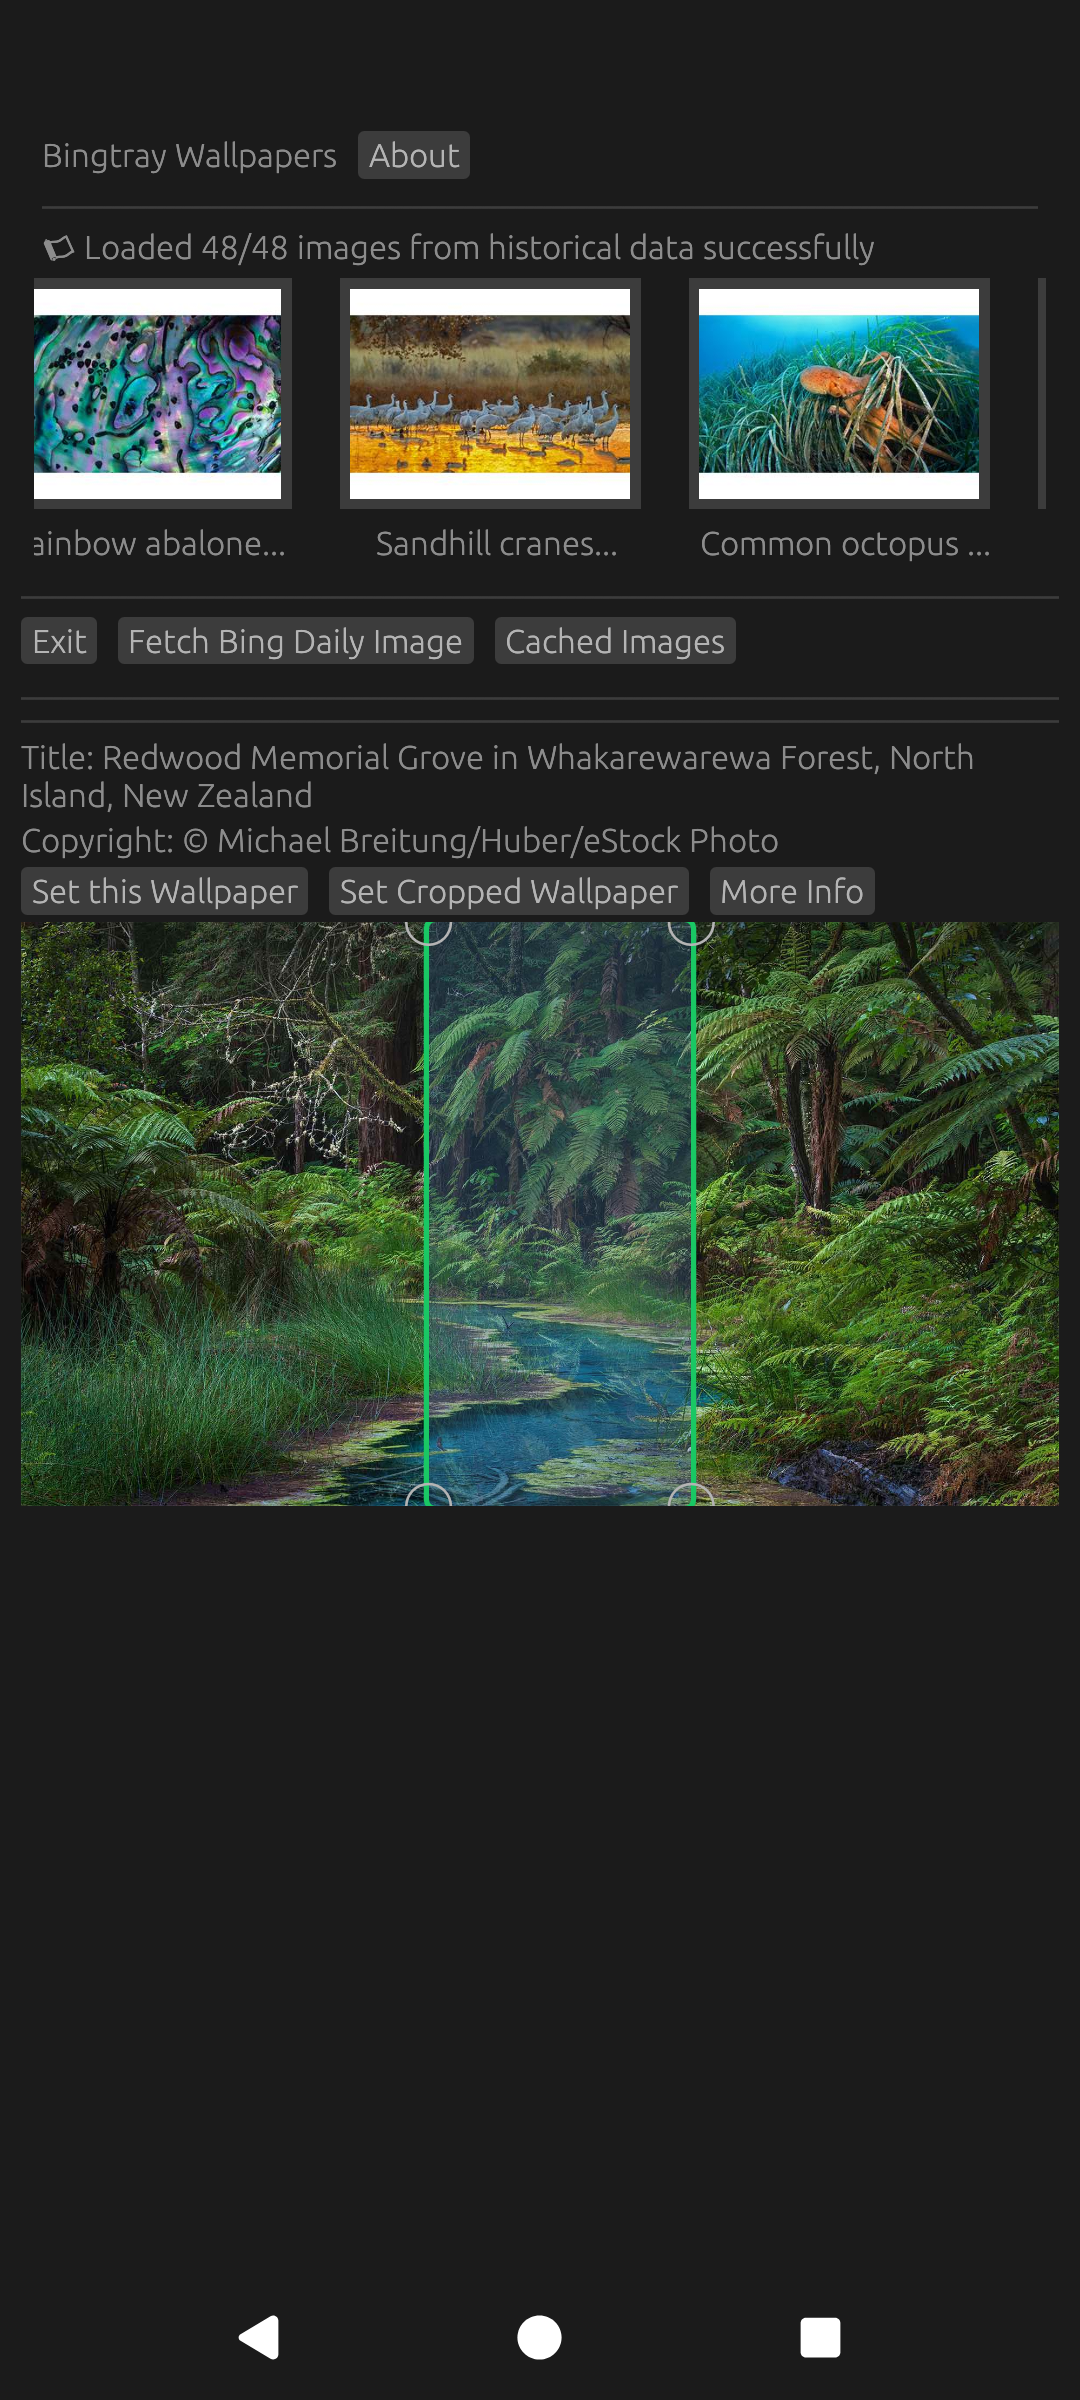 Bingtray Wallpapers About
Loaded 48/48 images from historical data successfully
ainbow abalone... Sandhill cranes... Common octopus ...
Exit Fetch Bing Daily Image Cached Images
Title: Redwood Memorial Grove in Whakarewarewa Forest, North
Island, New Zealand
Copyright: © Michael Breitung/Huber/eStock Photo
Set this Wallpaper Set Cropped Wallpaper More Info